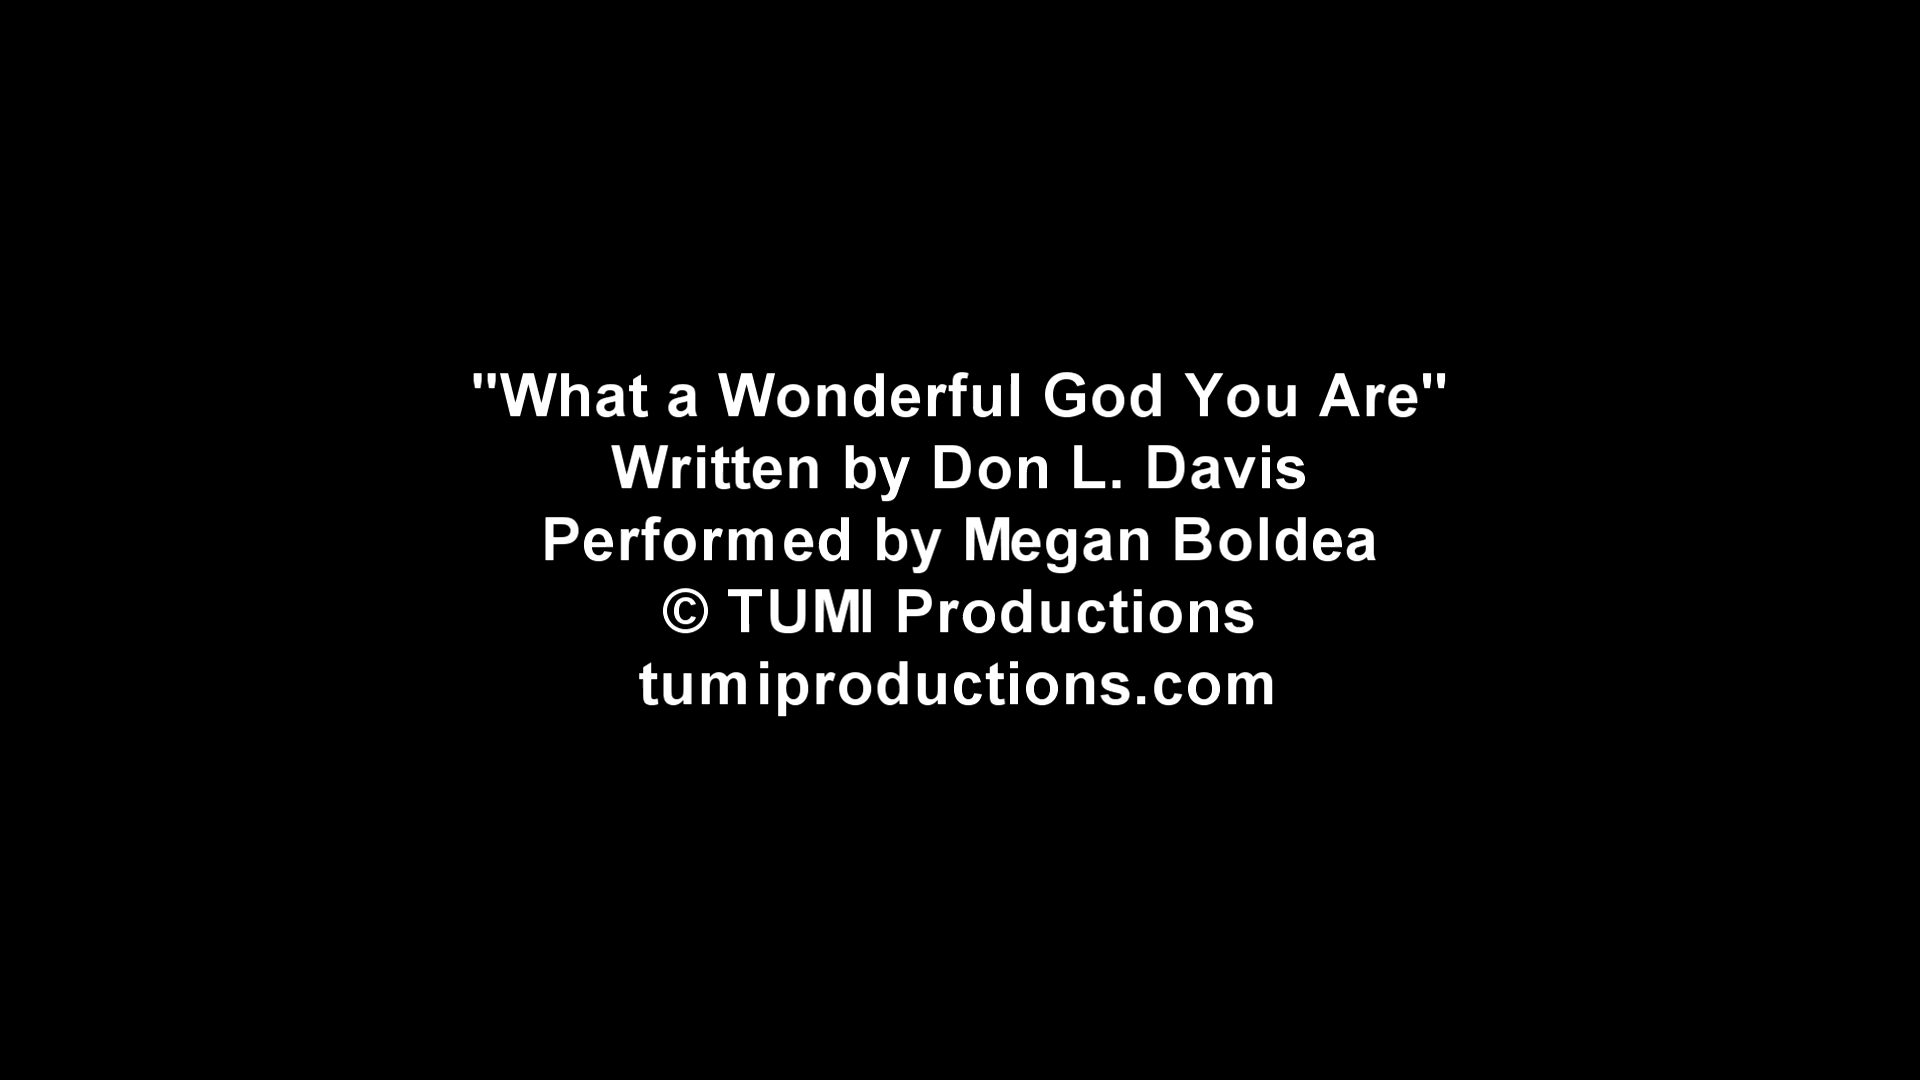 "What a Wonderful God You Are"
Written by Don L. Davis
Performed by Megan Boldea
© TUMI Productions
tumiproductions.com